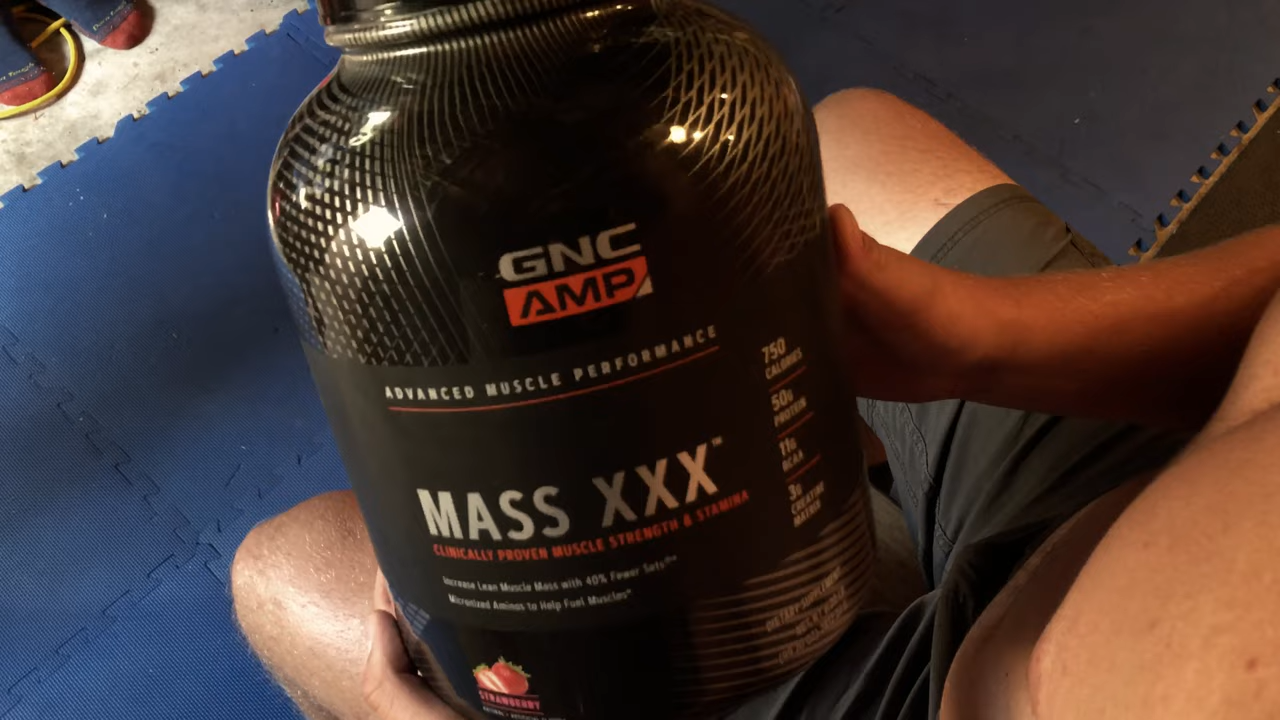 GNC
AMP
ADVANCED MUSCLE PERFORMANCE
750
CALORIES
50g
PROTEIN
11g
BCAA
3g
CREATINE
MATRIX
MASS XXX™
CLINICALLY PROVEN MUSCLE STRENGTH & STAMINA
Increase Lean Muscle Mass with 40% Fewer Sets
Micronized Aminos to Help Fuel Muscles*
DIETARY SUPPLEMENT
STRAWBERRY